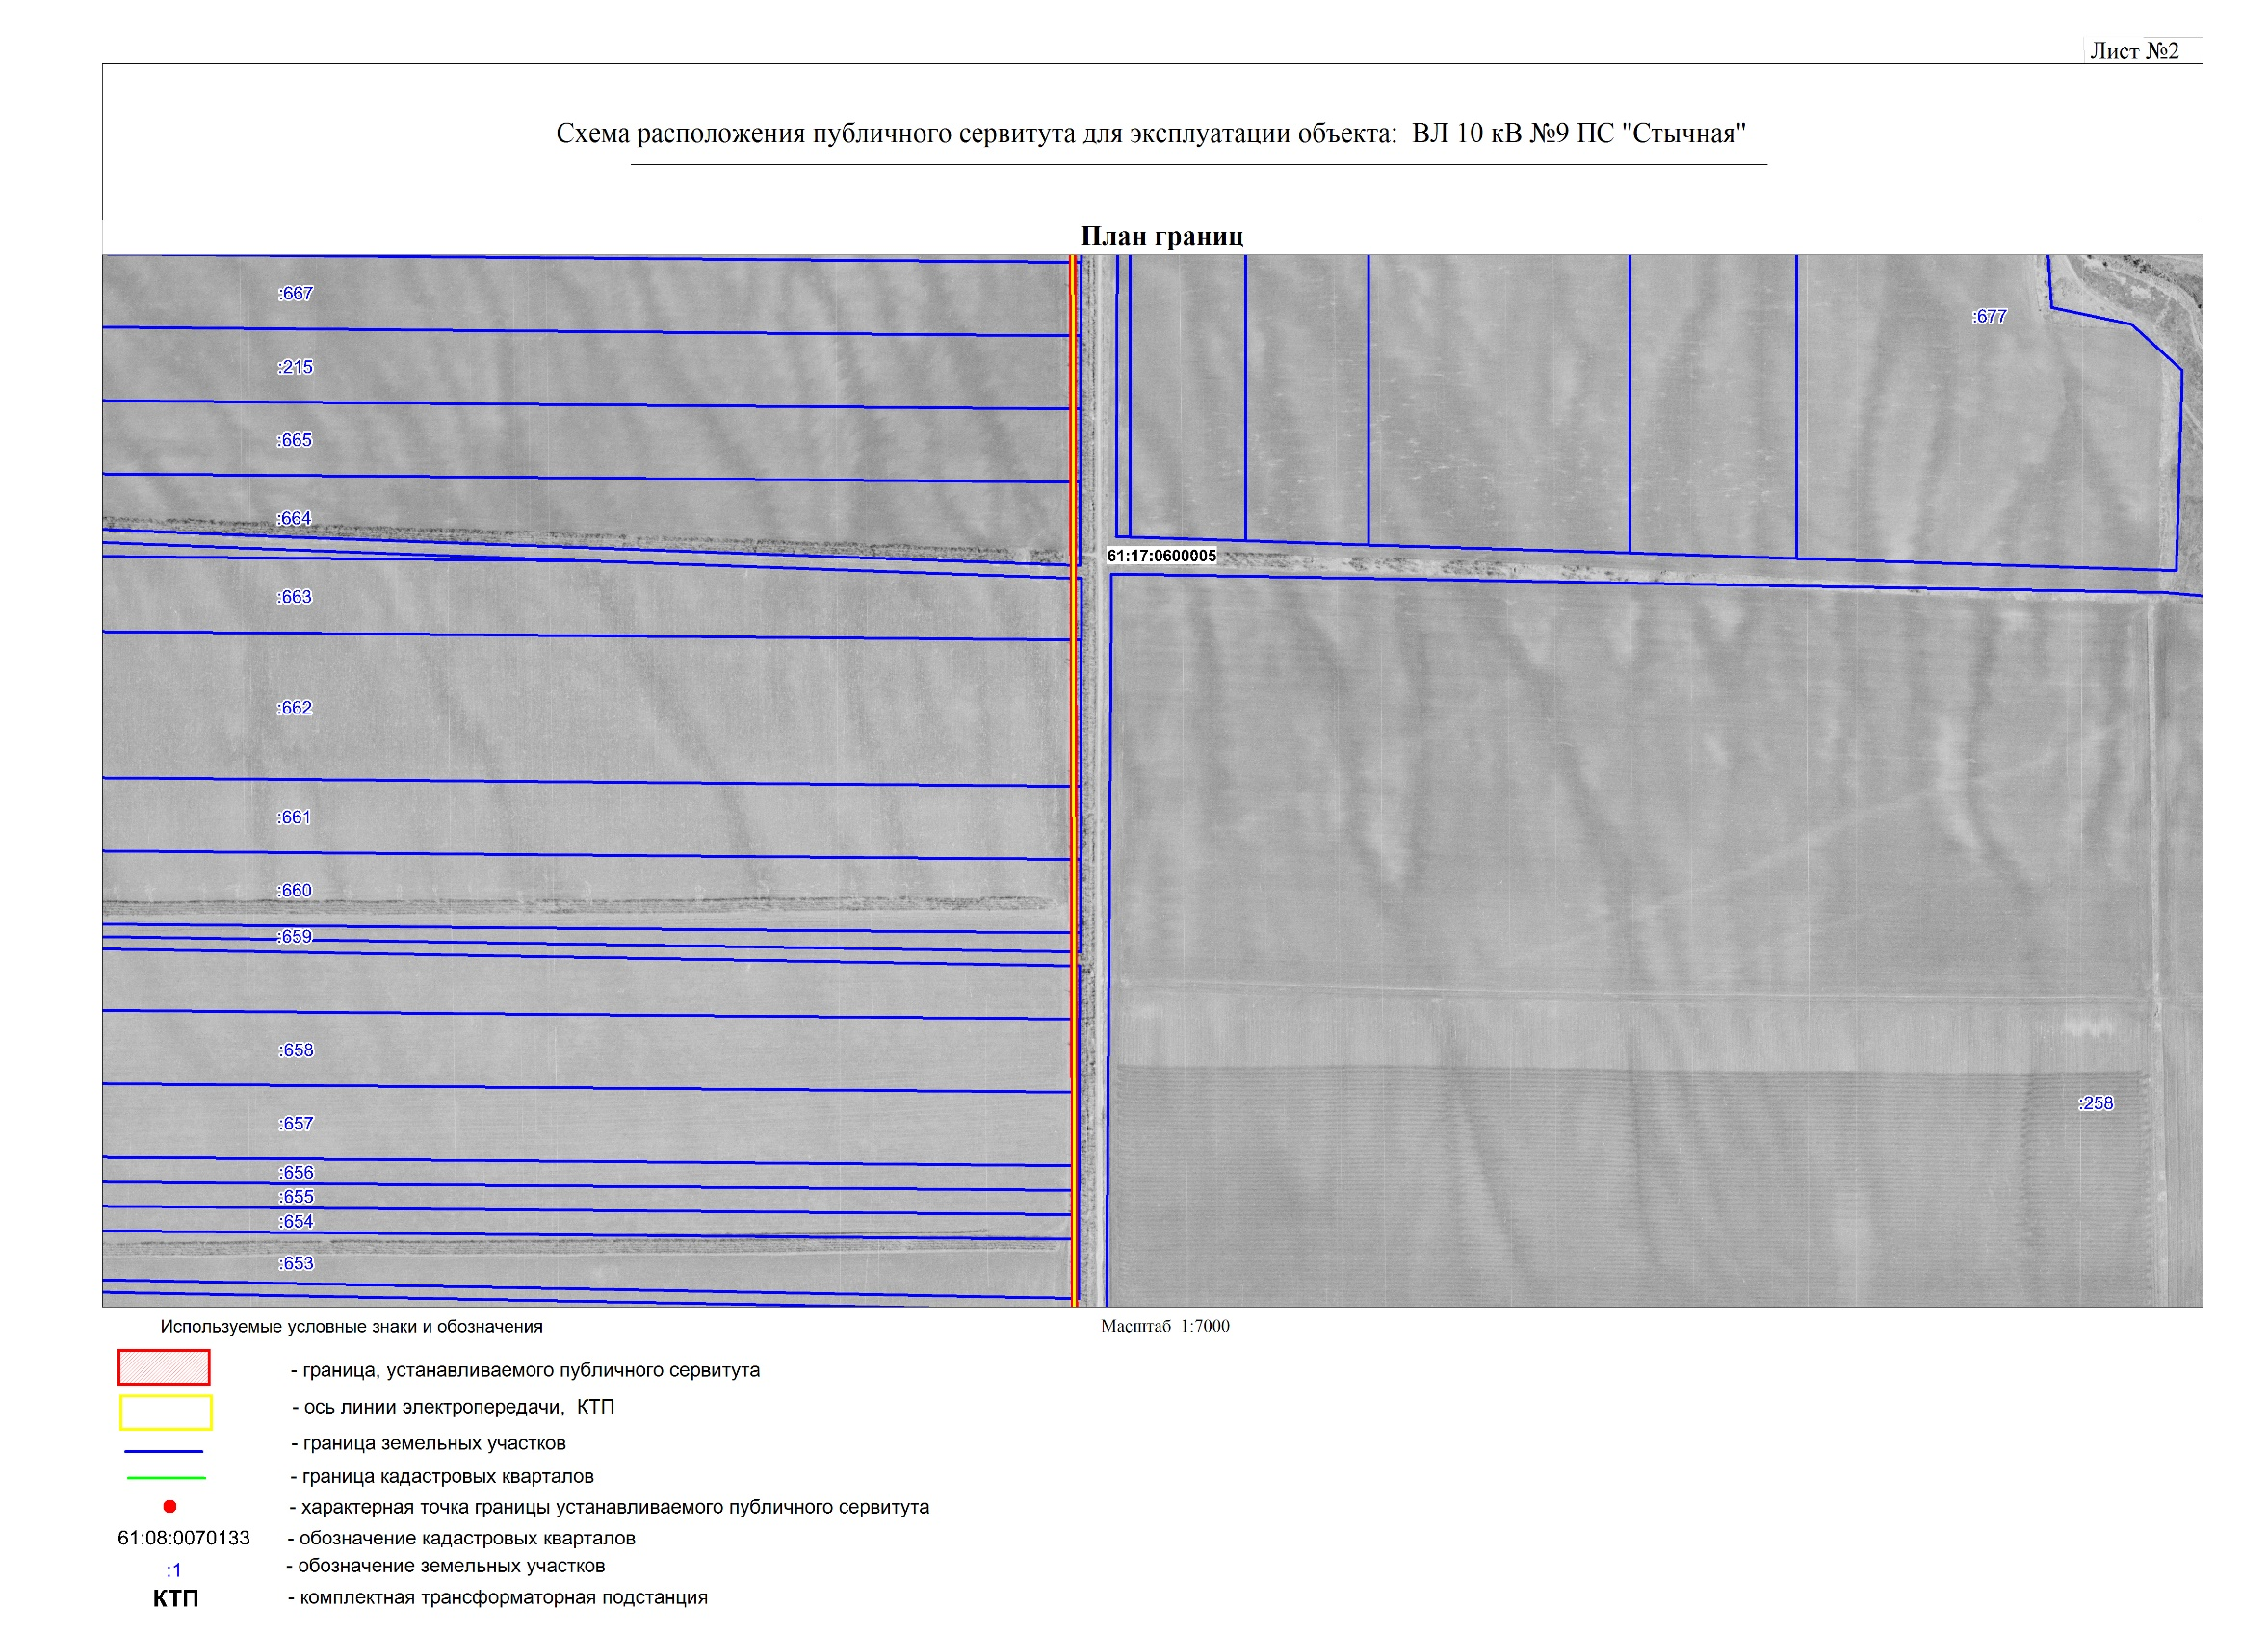 Лист №2
Схема расположения публичного сервитута для эксплуатации объекта:  ВЛ 10 кВ №9 ПС "Стычная"
План границ
:667
:677
:215
:665
:664
61:17:0600005
:663
:662
:661
:660
:659
:658
:258
:657
:656
:655
:654
:653
Используемые условные знаки и обозначения
Масштаб  1:7000
- граница, устанавливаемого публичного сервитута
- ось линии электропередачи,  КТП
- граница земельных участков
- граница кадастровых кварталов
- характерная точка границы устанавливаемого публичного сервитута
61:08:0070133 - обозначение кадастровых кварталов
:1 - обозначение земельных участков
КТП - комплектная трансформаторная подстанция